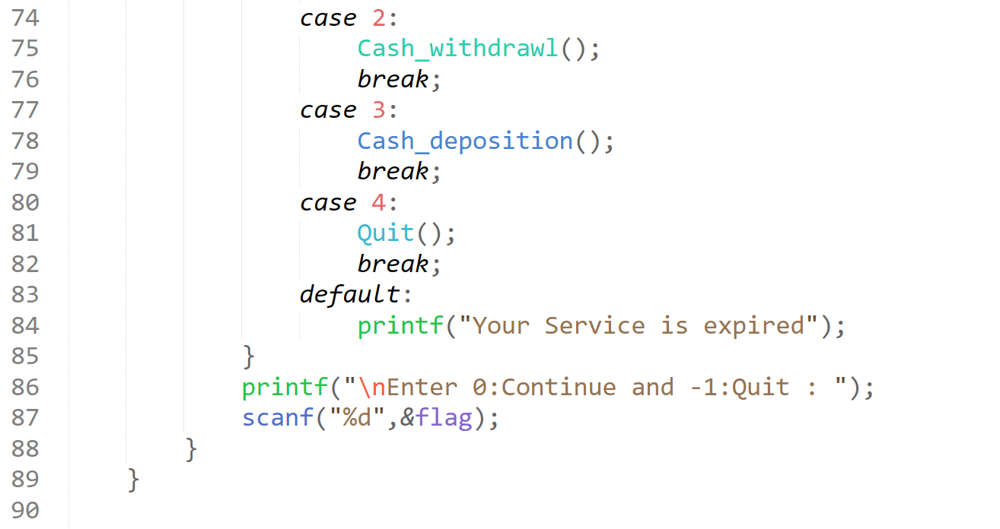 74 case 2:
75 Cash_withdrawl();
76 break;
77 case 3:
78 Cash_deposition();
79 break;
80 case 4:
81 Quit();
82 break;
83 default:
84 printf("Your Service is expired");
85 }
86 printf("\nEnter 0:Continue and -1:Quit : ");
87 scanf("%d",&flag);
88 }
89 }
90